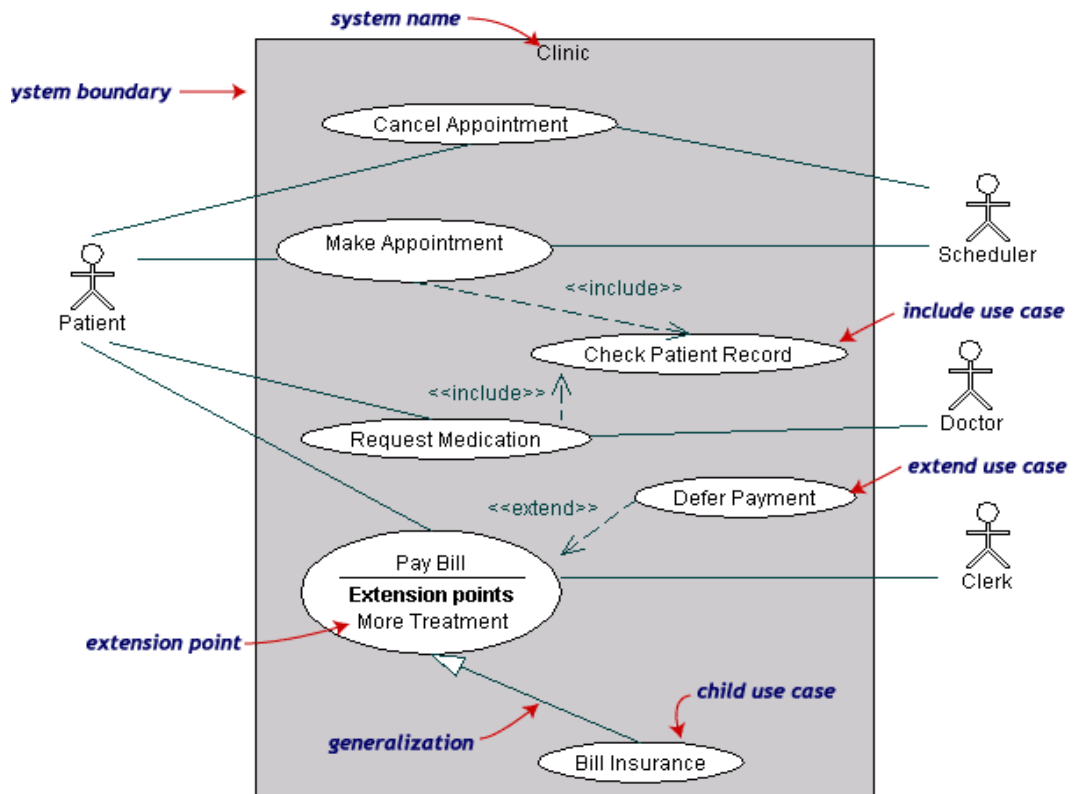 system name
Clinic
ystem boundary
Cancel Appointment
Make Appointment
Scheduler
<<include>>
Patient
include use case
Check Patient Record
<<include>>
Doctor
Request Medication
extend use case
Defer Payment
<<extend>>
Pay Bill
Clerk
Extension points
More Treatment
extension point
child use case
generalization
Bill Insurance